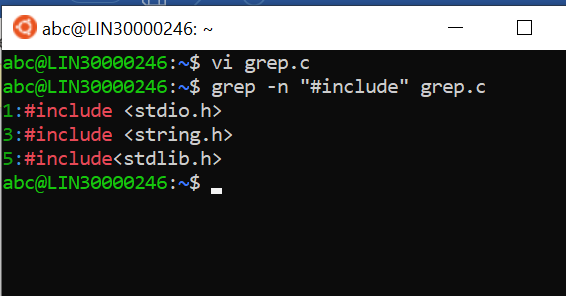 abc@LIN30000246: ~
abc@LIN30000246:~$ vi grep.c
abc@LIN30000246:~$ grep -n "#include" grep.c
1:#include <stdio.h>
3:#include <string.h>
5:#include<stdlib.h>
abc@LIN30000246:~$